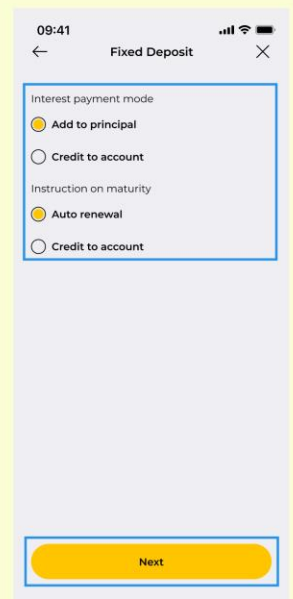 09:41
Fixed Deposit
Interest payment mode
Add to principal
Credit to account
Instruction on maturity
Auto renewal
Credit to account
Next